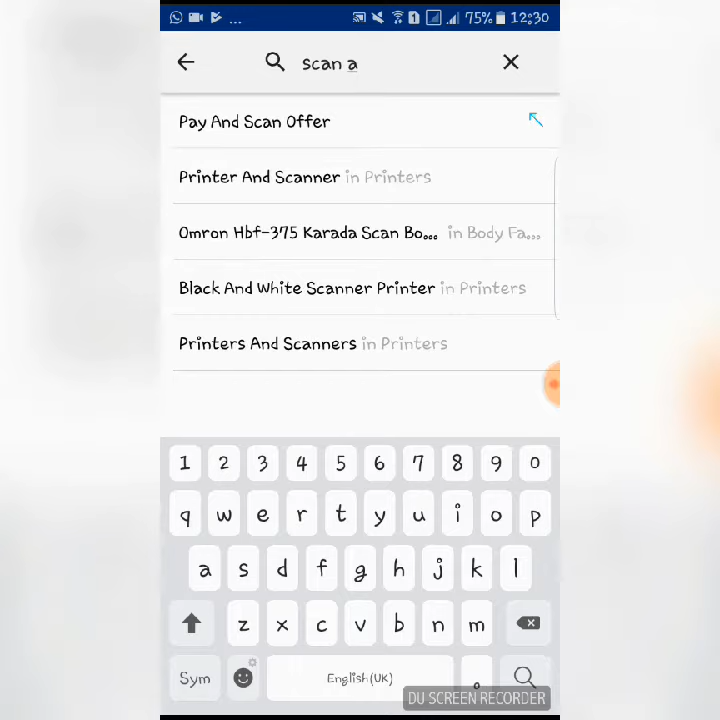 ... 75% 12:30
scan a
Pay And Scan Offer
Printer And Scanner in Printers
Omron Hbf-375 Karada Scan Bo... in Body Fa...
Black And White Scanner Printer in Printers
Printers And Scanners in Printers
1 2 3 4 5 6 7 8 9 0
q w e r t y u i o p
a s d f g h j k l
z x c v b n m
Sym English(UK) .
DU SCREEN RECORDER